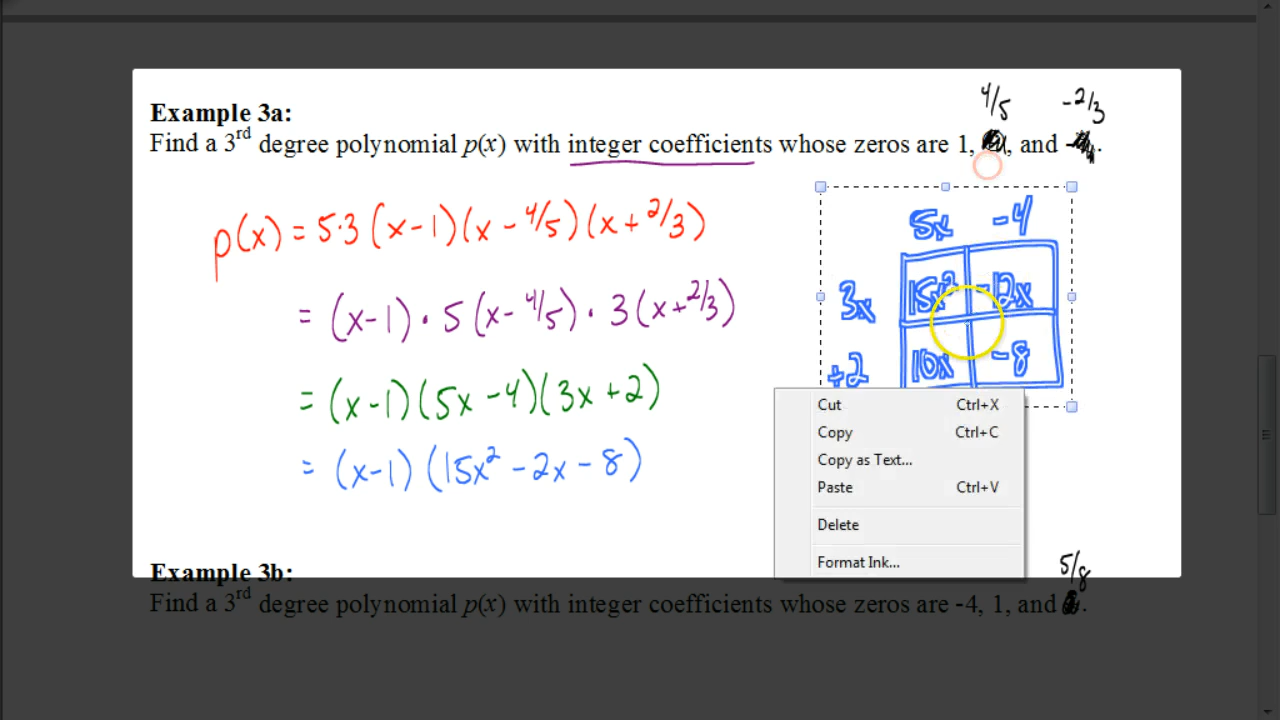 Example 3a:
4/5 -2/3
Find a 3rd degree polynomial p(x) with integer coefficients whose zeros are 1, , and - .
p(x) = 5·3(x-1)(x-4/5)(x+2/3)
= (x-1)·5(x-4/5)·3(x+2/3)
= (x-1)(5x-4)(3x+2)
= (x-1)(15x²-2x-8)
5x -4
3x 15x² -12x
+2 10x -8
Cut Ctrl+X
Copy Ctrl+C
Copy as Text...
Paste Ctrl+V
Delete
Format Ink...
Example 3b:
5/8
Find a 3rd degree polynomial p(x) with integer coefficients whose zeros are -4, 1, and .